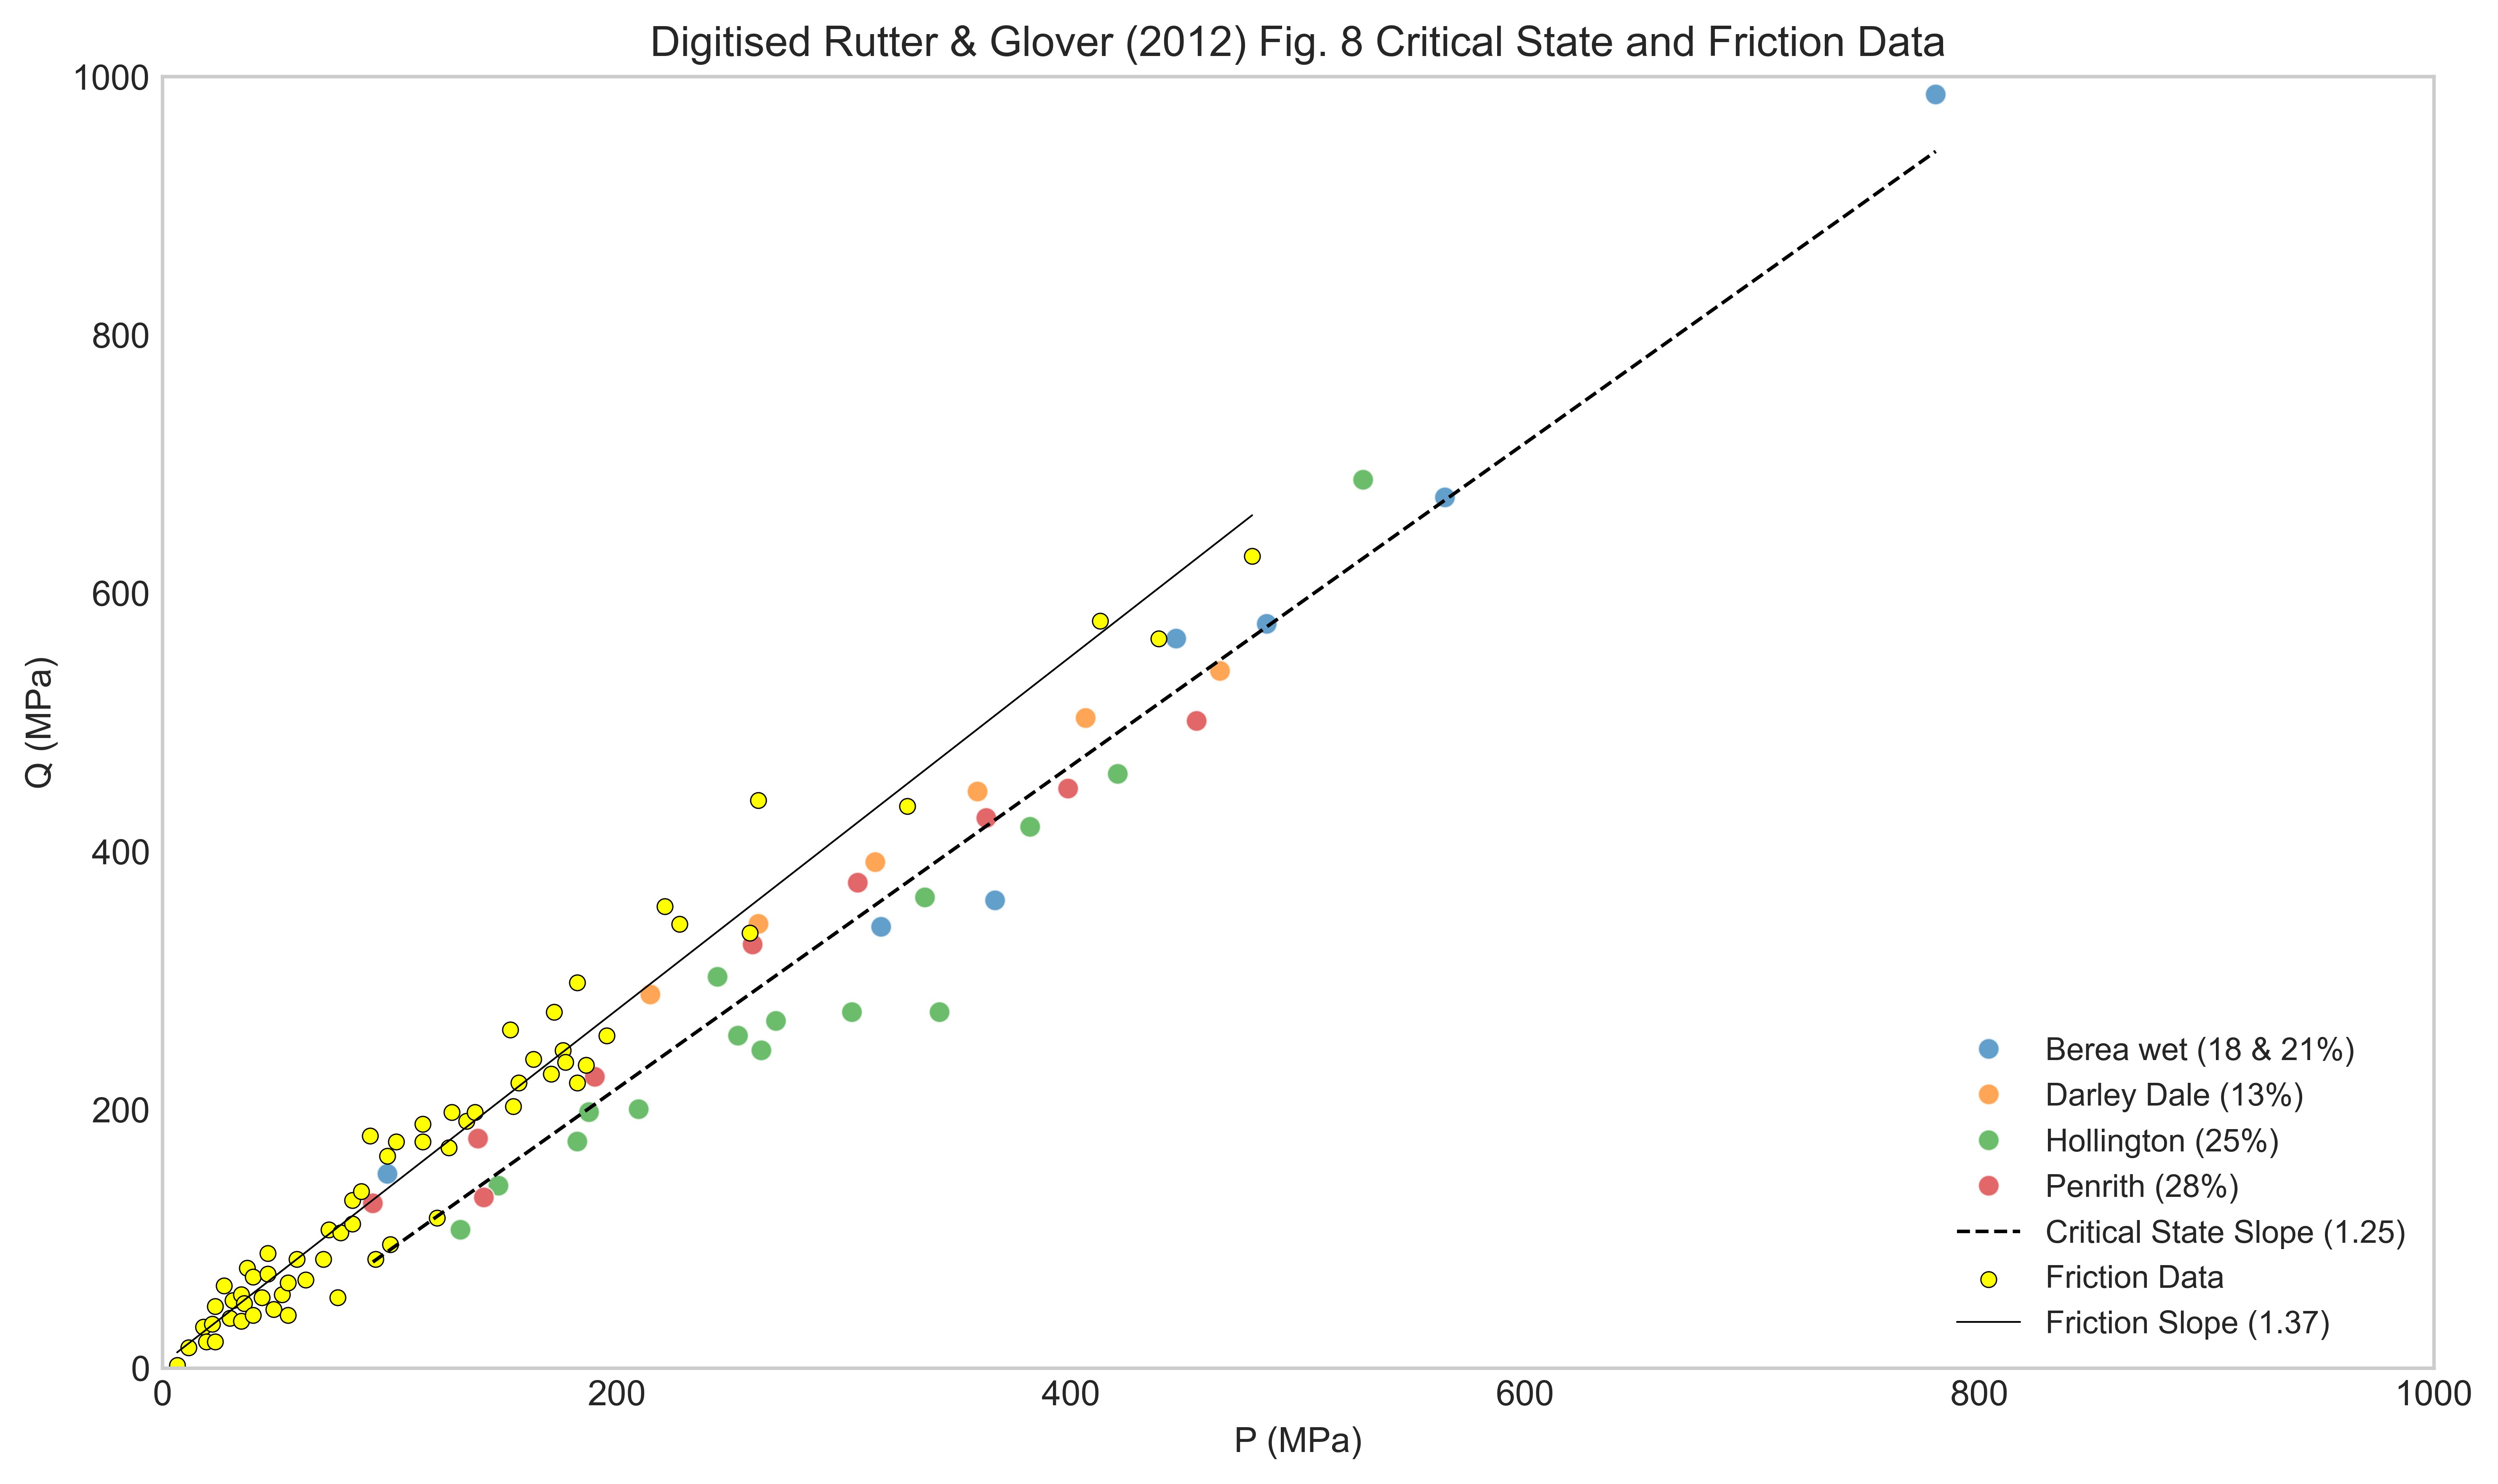 Digitised Rutter & Glover (2012) Fig. 8 Critical State and Friction Data
1000
800
600
400
200
0
Q (MPa)
0 200 400 600 800 1000
P (MPa)
Berea wet (18 & 21%)
Darley Dale (13%)
Hollington (25%)
Penrith (28%)
Critical State Slope (1.25)
Friction Data
Friction Slope (1.37)